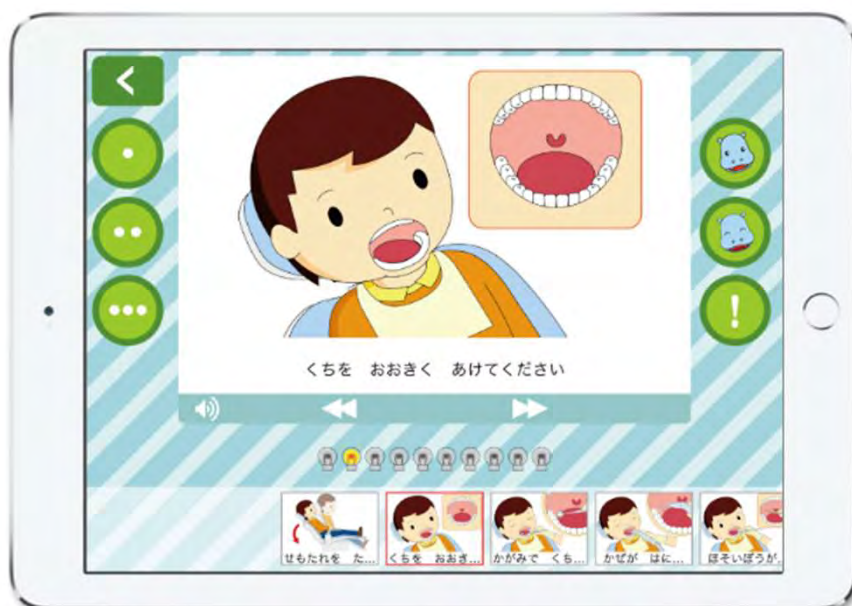 くちを　おおきく　あけてください
せもたれを　た...
くちを　おおき...
かがみで　くち...
かぜが　はに...
ほそいぼうが...